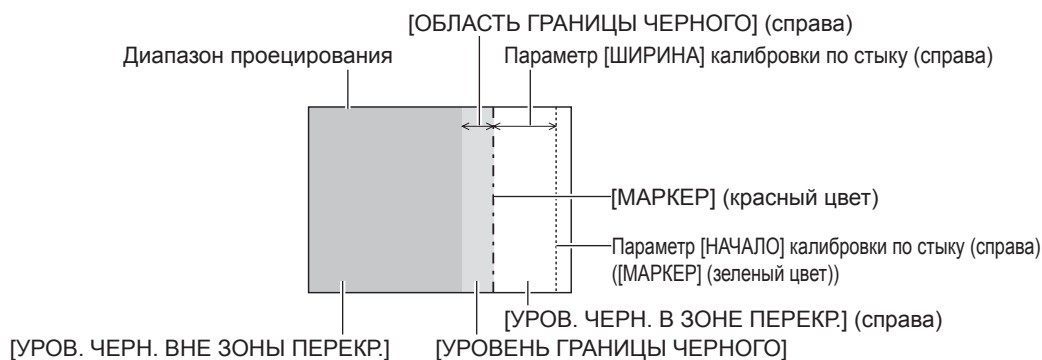 [ОБЛАСТЬ ГРАНИЦЫ ЧЕРНОГО] (справа)
Диапазон проецирования
Параметр [ШИРИНА] калибровки по стыку (справа)
[МАРКЕР] (красный цвет)
Параметр [НАЧАЛО] калибровки по стыку (справа)
([МАРКЕР] (зеленый цвет))
[УРОВ. ЧЕРН. В ЗОНЕ ПЕРЕКР.] (справа)
[УРОВ. ЧЕРН. ВНЕ ЗОНЫ ПЕРЕКР.]
[УРОВЕНЬ ГРАНИЦЫ ЧЕРНОГО]